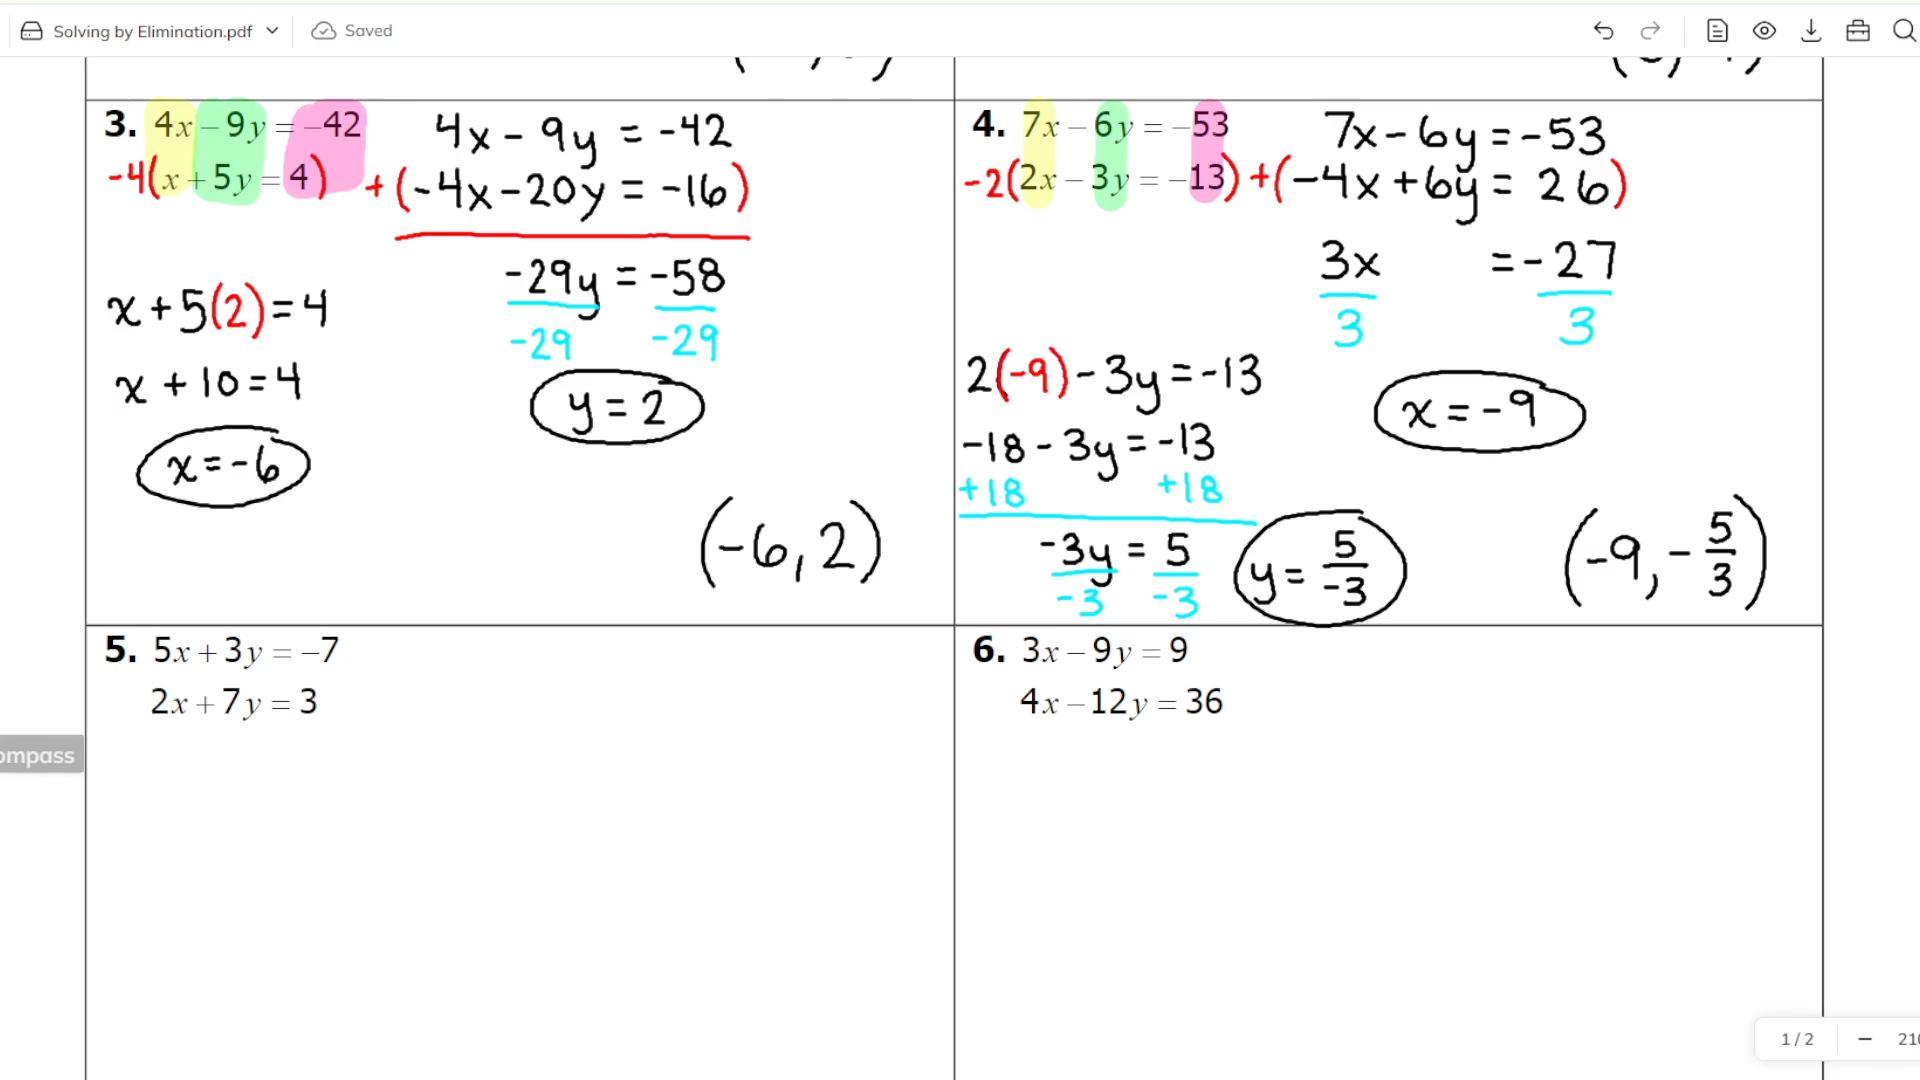 Solving by Elimination.pdf
Saved
3. 4x − 9y = −42
-4(x + 5y = 4)
4x - 9y = -42
+(-4x - 20y = -16)
-29y = -58
-29 -29
y = 2
x + 5(2) = 4
x + 10 = 4
x = -6
(-6, 2)
4. 7x − 6y = −53
-2(2x − 3y = −13)
7x - 6y = -53
+(-4x + 6y = 26)
3x = -27
3 3
x = -9
2(-9) - 3y = -13
-18 - 3y = -13
+18 +18
-3y = 5
-3 -3
y = 5/-3
(-9, -5/3)
5. 5x + 3y = −7
2x + 7y = 3
6. 3x − 9y = 9
4x − 12y = 36
ompass
1 / 2